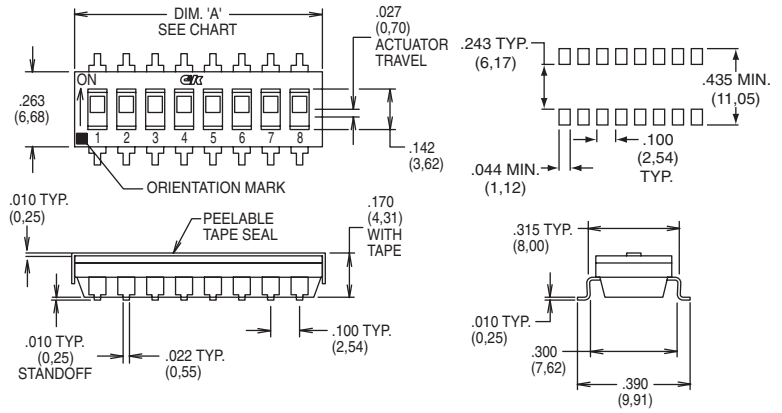 DIM. 'A'
SEE CHART
.027
(0,70)
ACTUATOR
TRAVEL
ON
CK
.263
(6,68)
1 2 3 4 5 6 7 8
.142
(3,62)
ORIENTATION MARK
.243 TYP.
(6,17)
.435 MIN.
(11,05)
.100
(2,54)
TYP.
.044 MIN.
(1,12)
.010 TYP.
(0,25)
PEELABLE
TAPE SEAL
.170
(4,31)
WITH
TAPE
.010 TYP.
(0,25)
STANDOFF
.022 TYP.
(0,55)
.100 TYP.
(2,54)
.315 TYP.
(8,00)
.010 TYP.
(0,25)
.300
(7,62)
.390
(9,91)